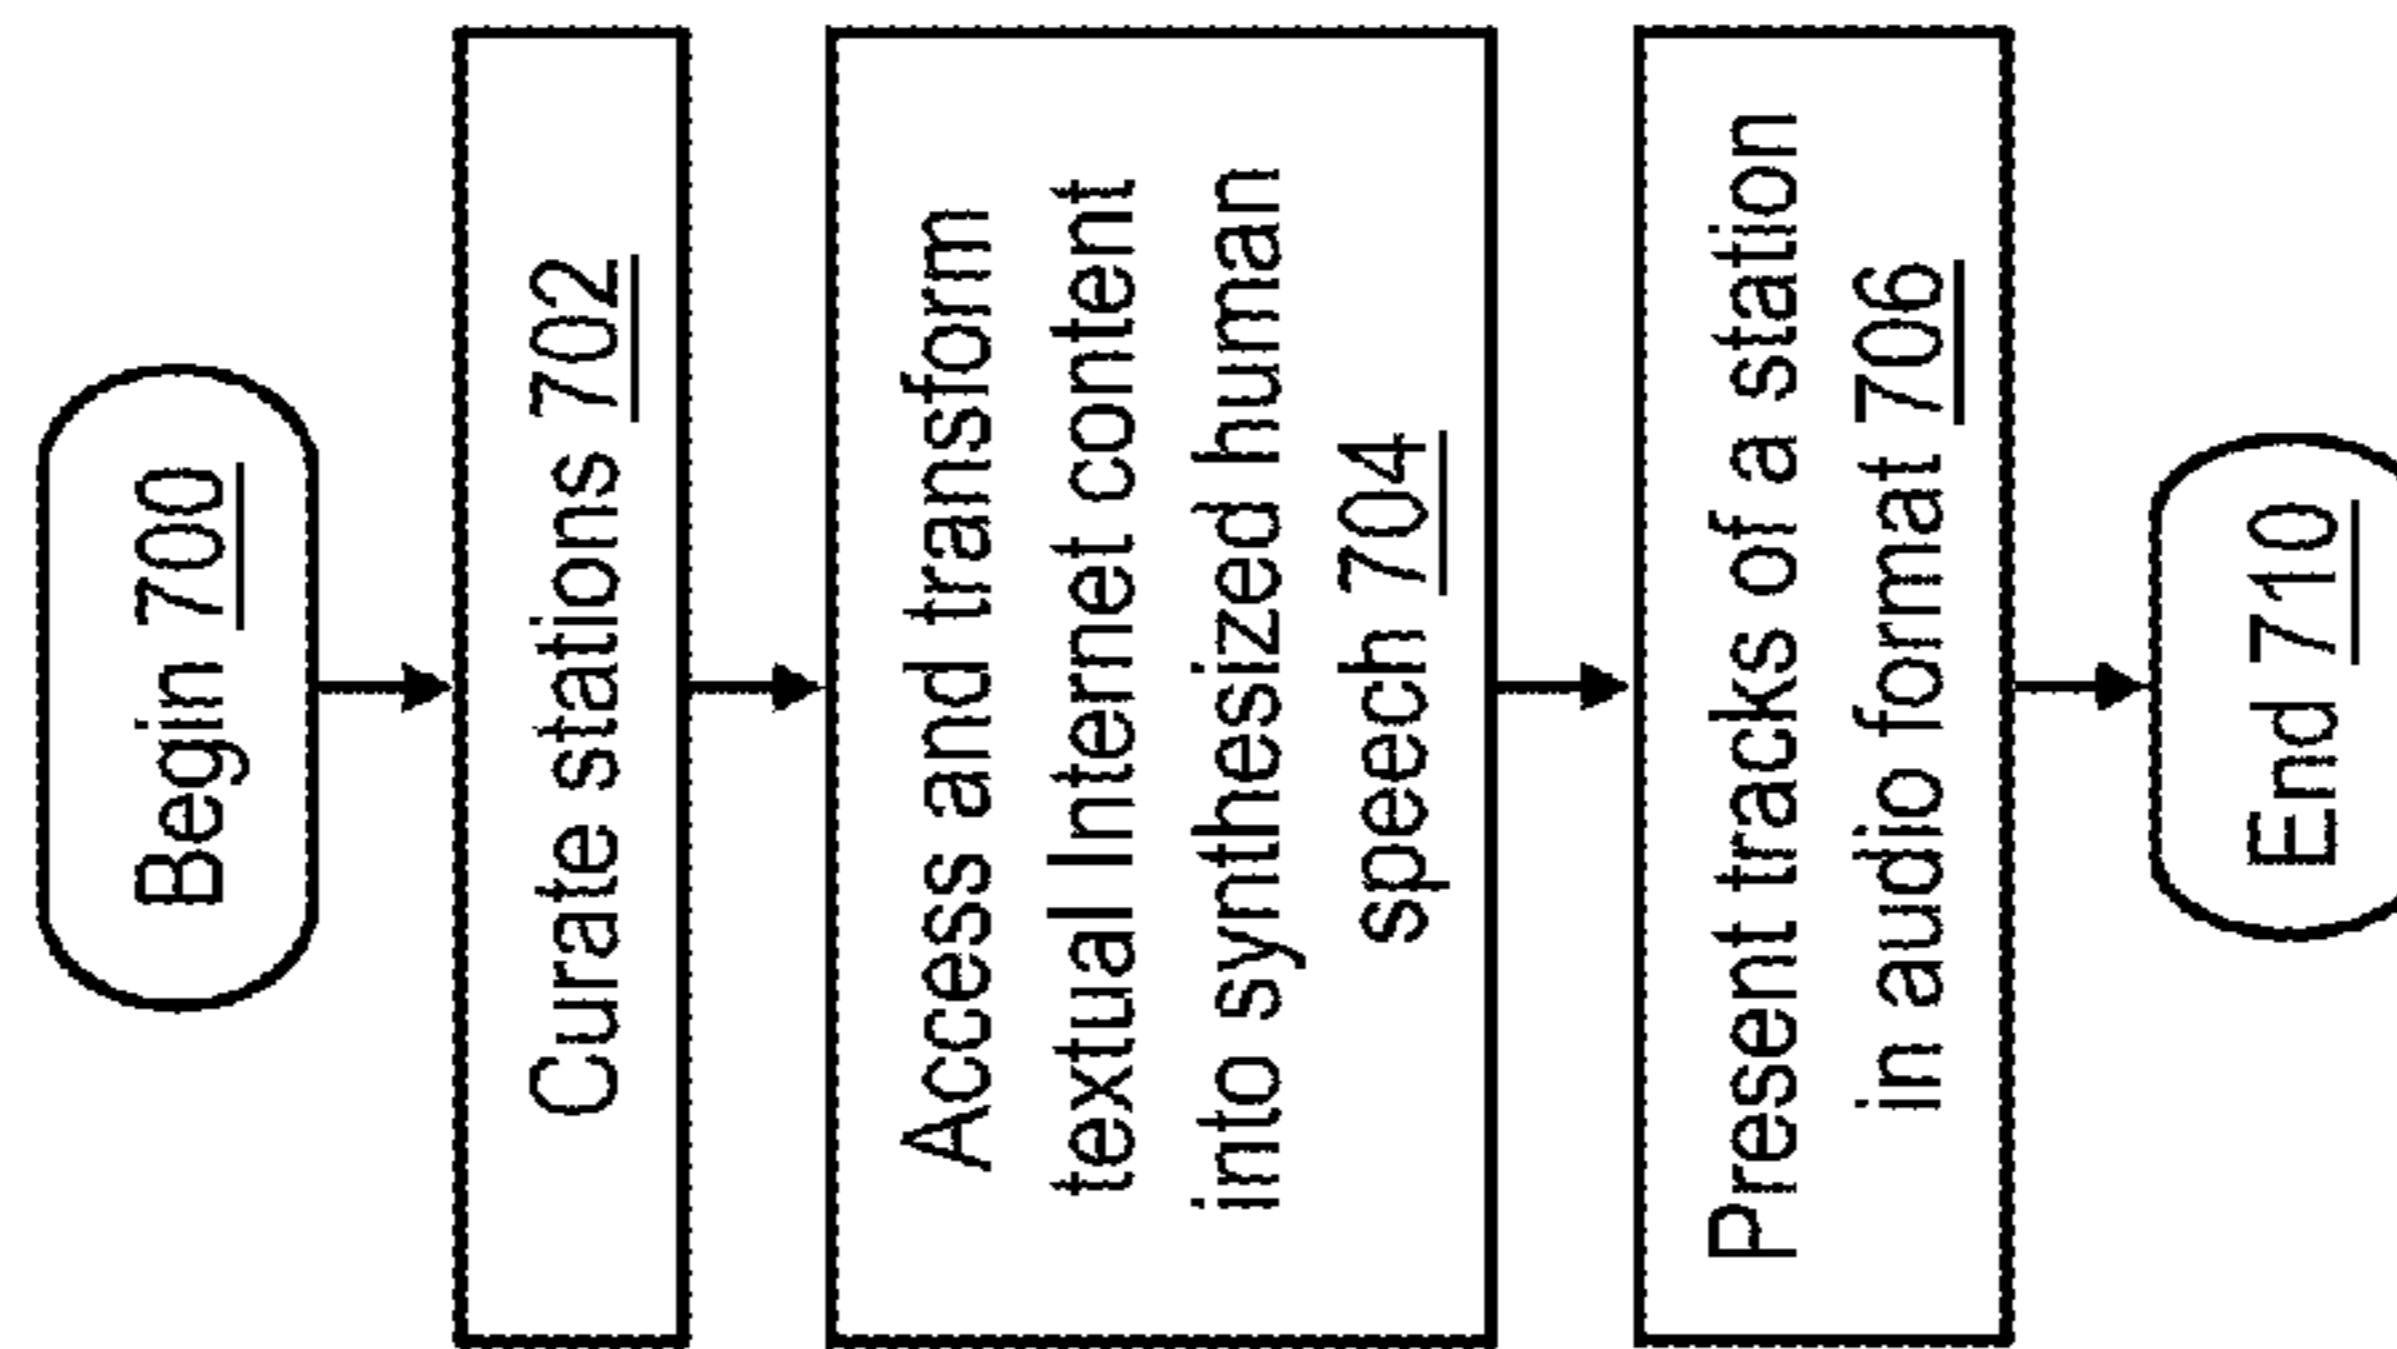 Begin 700
Curate stations 702
Access and transform
textual Internet content
into synthesized human
speech 704
Present tracks of a station
in audio format 706
End 710